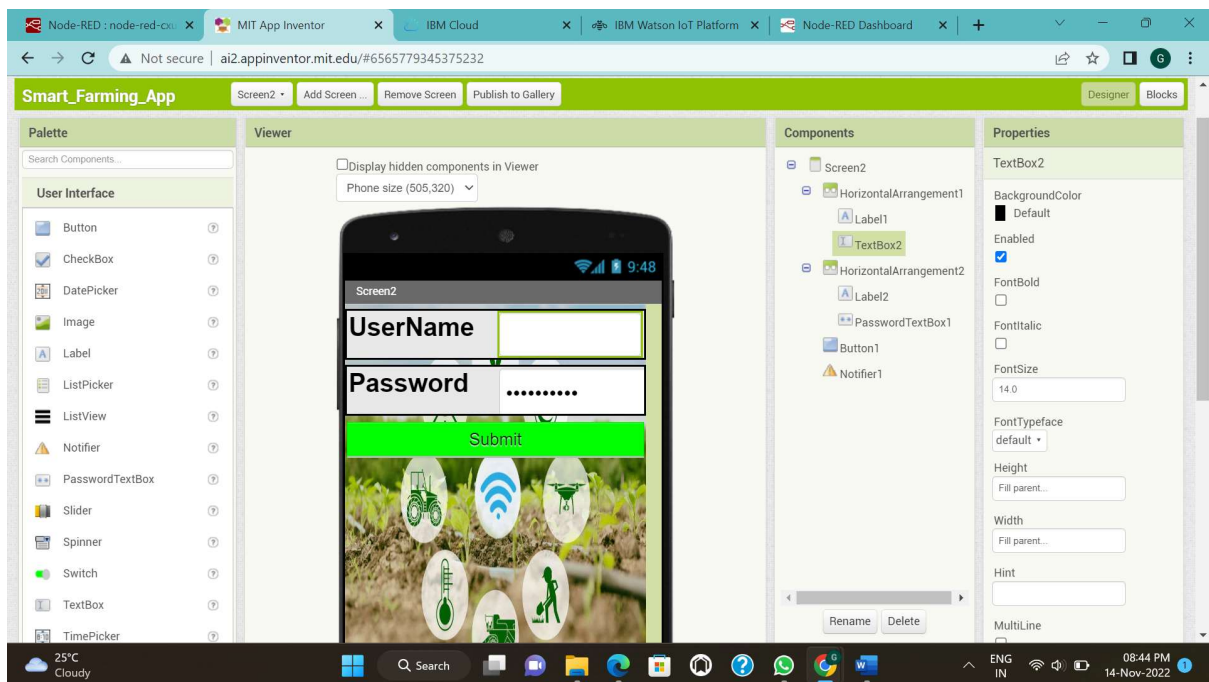 Node-RED : node-red-cxu
MIT App Inventor
IBM Cloud
IBM Watson IoT Platform
Node-RED Dashboard
Not secure | ai2.appinventor.mit.edu/#6565779345375232
G
Smart_Farming_App
Screen2
Add Screen ...
Remove Screen
Publish to Gallery
Designer
Blocks
Palette
Search Components...
User Interface
Button
CheckBox
DatePicker
Image
Label
ListPicker
ListView
Notifier
PasswordTextBox
Slider
Spinner
Switch
TextBox
TimePicker
Viewer
Display hidden components in Viewer
Phone size (505,320)
9:48
Screen2
UserName
Password
Submit
Components
Screen2
HorizontalArrangement1
Label1
TextBox2
HorizontalArrangement2
Label2
PasswordTextBox1
Button1
Notifier1
Rename
Delete
Properties
TextBox2
BackgroundColor
Default
Enabled
FontBold
FontItalic
FontSize
14.0
FontTypeface
default
Height
Fill parent...
Width
Fill parent...
Hint
MultiLine
25°C
Cloudy
Search
ENG
IN
08:44 PM
14-Nov-2022
1